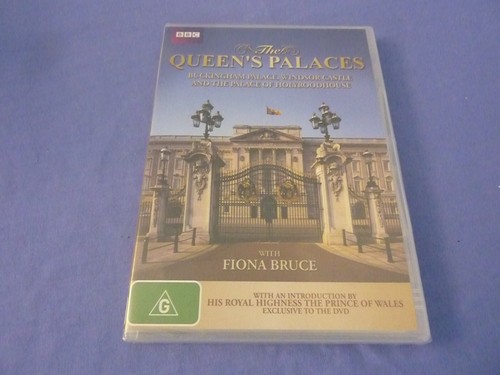 BBC
The
QUEEN'S PALACES
BUCKINGHAM PALACE, WINDSOR CASTLE
AND THE PALACE OF HOLYROODHOUSE
WITH
FIONA BRUCE
G
WITH AN INTRODUCTION BY
HIS ROYAL HIGHNESS THE PRINCE OF WALES
EXCLUSIVE TO THE DVD